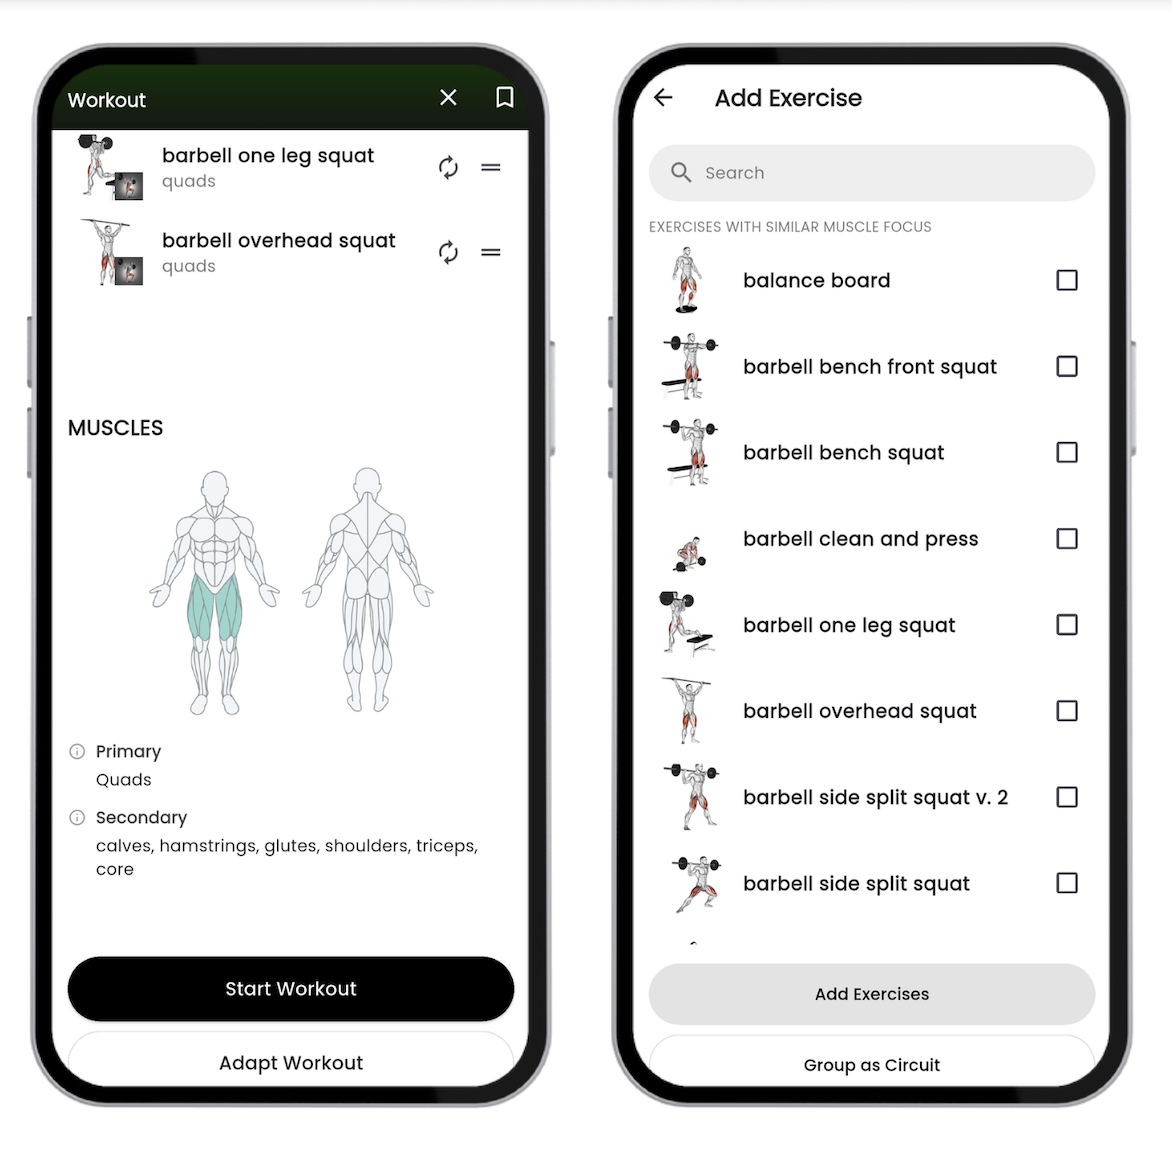 Workout
barbell one leg squat
quads
barbell overhead squat
quads
MUSCLES
Primary
Quads
Secondary
calves, hamstrings, glutes, shoulders, triceps,
core
Start Workout
Adapt Workout
Add Exercise
Search
EXERCISES WITH SIMILAR MUSCLE FOCUS
balance board
barbell bench front squat
barbell bench squat
barbell clean and press
barbell one leg squat
barbell overhead squat
barbell side split squat v. 2
barbell side split squat
Add Exercises
Group as Circuit